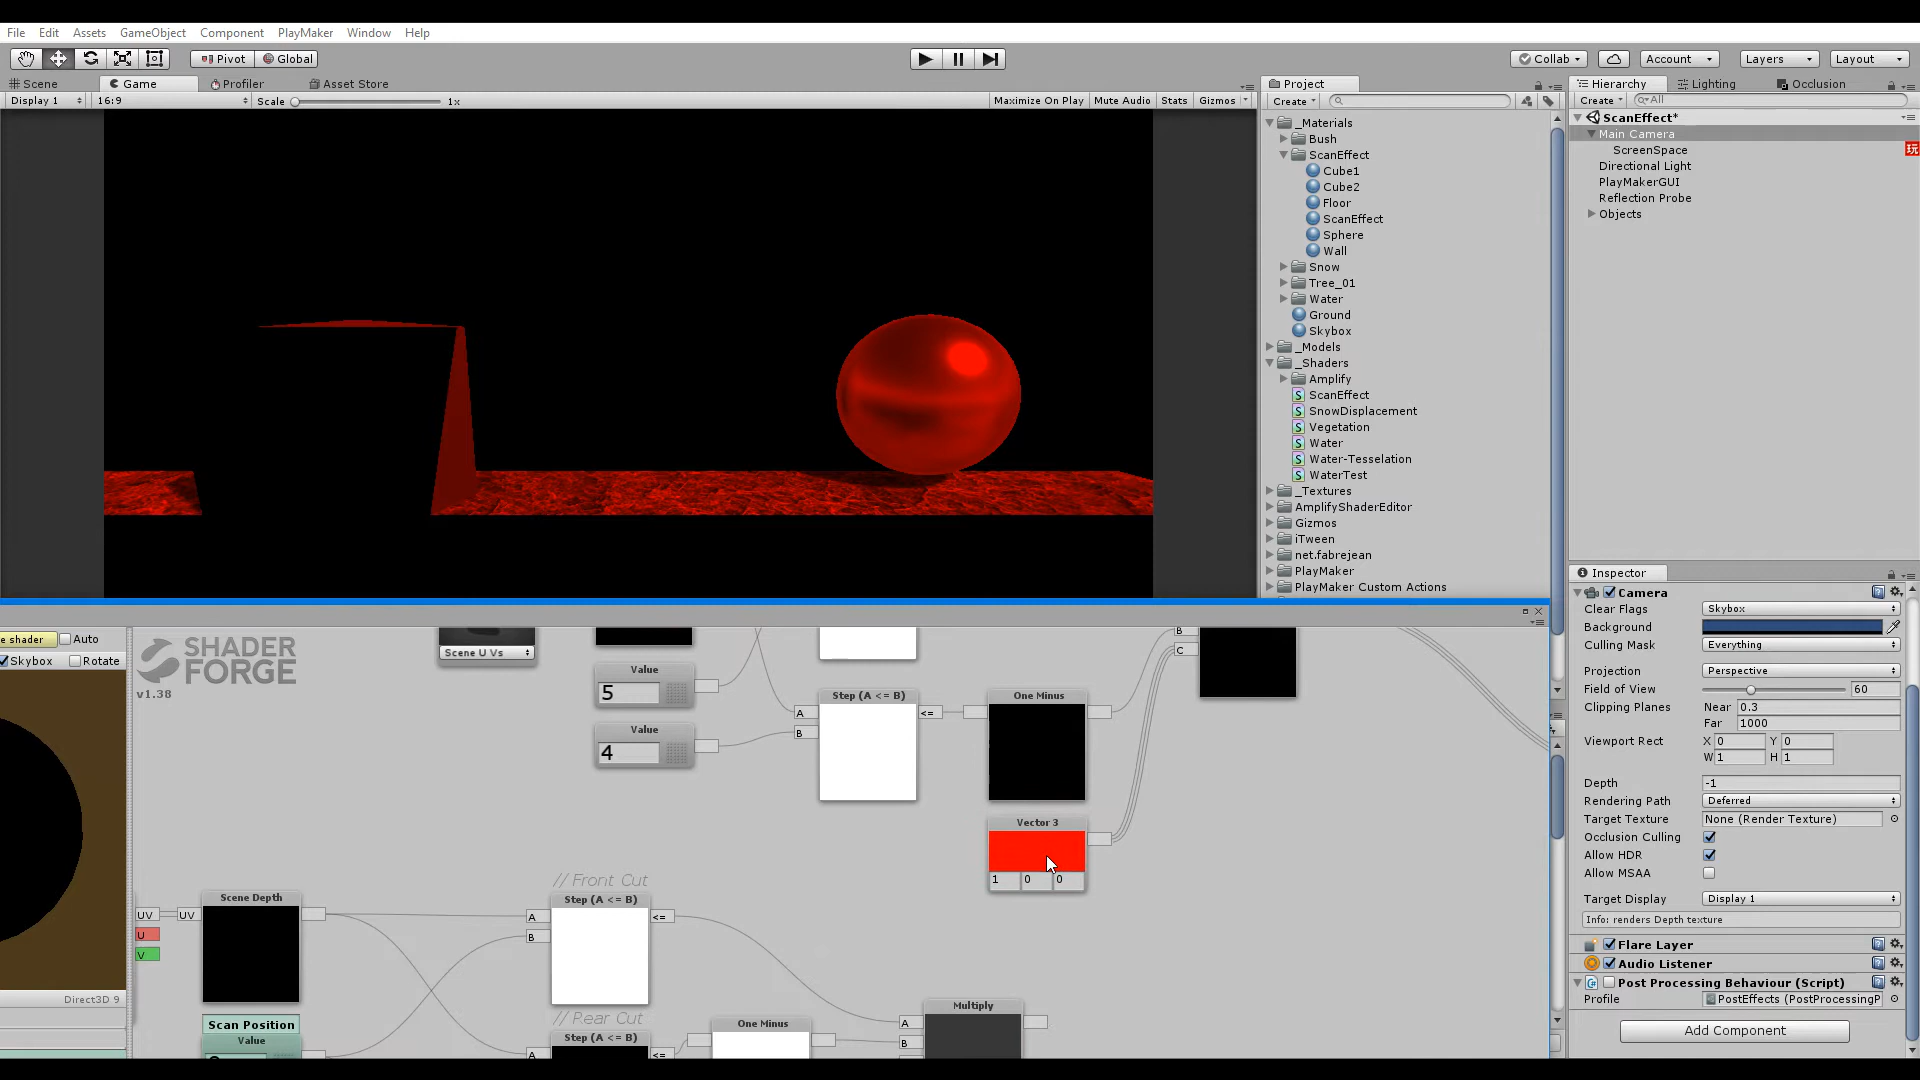 File Edit Assets GameObject Component PlayMaker Window Help
Pivot Global Collab Account Layers Layout
Scene Game Profiler Asset Store
Display 1 16:9 Scale 1x Maximize On Play Mute Audio Stats Gizmos
Project
Create
_Materials
Bush
ScanEffect
Cube1
Cube2
Floor
ScanEffect
Sphere
Wall
Snow
Tree_01
Water
Ground
Skybox
_Models
_Shaders
Amplify
ScanEffect
SnowDisplacement
Vegetation
Water
Water-Tesselation
WaterTest
_Textures
AmplifyShaderEditor
Gizmos
iTween
net.fabrejean
PlayMaker
PlayMaker Custom Actions
Hierarchy Lighting Occlusion
Create All
ScanEffect*
Main Camera
ScreenSpace
玩
Directional Light
PlayMakerGUI
Reflection Probe
Objects
Inspector
Camera
Clear Flags Skybox
Background
Culling Mask Everything
Projection Perspective
Field of View 60
Clipping Planes Near 0.3
Far 1000
Viewport Rect X 0 Y 0
W 1 H 1
Depth -1
Rendering Path Deferred
Target Texture None (Render Texture)
Occlusion Culling
Allow HDR
Allow MSAA
Target Display Display 1
Info: renders Depth texture
Flare Layer
Audio Listener
Post Processing Behaviour (Script)
Profile PostEffects (PostProcessingP
Add Component
e shader Auto
Skybox Rotate
SHADER
FORGE
v1.38
Direct3D 9
Scene U Vs
Value
5
Value
4
Step (A <= B)
A <=
B
One Minus
B
C
Vector 3
1 0 0
// Front Cut
Step (A <= B)
A <=
B
Scene Depth
UV UV
U
V
Scan Position
Value
// Rear Cut
Step (A <= B)
A <=
One Minus
Multiply
A
B